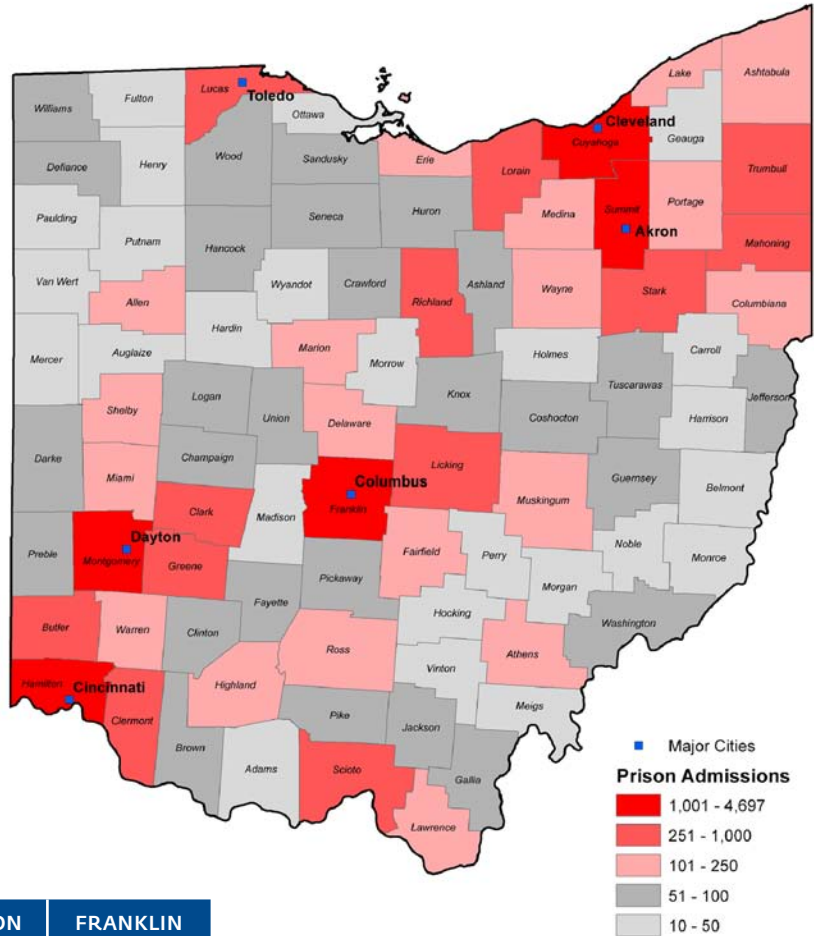 Williams
Fulton
Lucas
Toledo
Ottawa
Lake
Ashtabula
Defiance
Henry
Wood
Sandusky
Erie
Lorain
Cleveland
Cuyahoga
Geauga
Trumbull
Paulding
Putnam
Hancock
Seneca
Huron
Medina
Summit
Akron
Portage
Mahoning
Van Wert
Allen
Wyandot
Crawford
Richland
Ashland
Wayne
Stark
Columbiana
Mercer
Auglaize
Hardin
Marion
Morrow
Holmes
Carroll
Shelby
Logan
Union
Delaware
Knox
Coshocton
Tuscarawas
Harrison
Jefferson
Darke
Miami
Champaign
Licking
Muskingum
Guernsey
Belmont
Clark
Madison
Columbus
Franklin
Preble
Dayton
Montgomery
Greene
Fairfield
Perry
Noble
Monroe
Fayette
Pickaway
Morgan
Butler
Warren
Clinton
Hocking
Washington
Ross
Vinton
Athens
Hamilton
Cincinnati
Clermont
Highland
Pike
Jackson
Meigs
Brown
Adams
Scioto
Gallia
Lawrence
Major Cities
Prison Admissions
1,001 - 4,697
251 - 1,000
101 - 250
51 - 100
10 - 50
ON
FRANKLIN